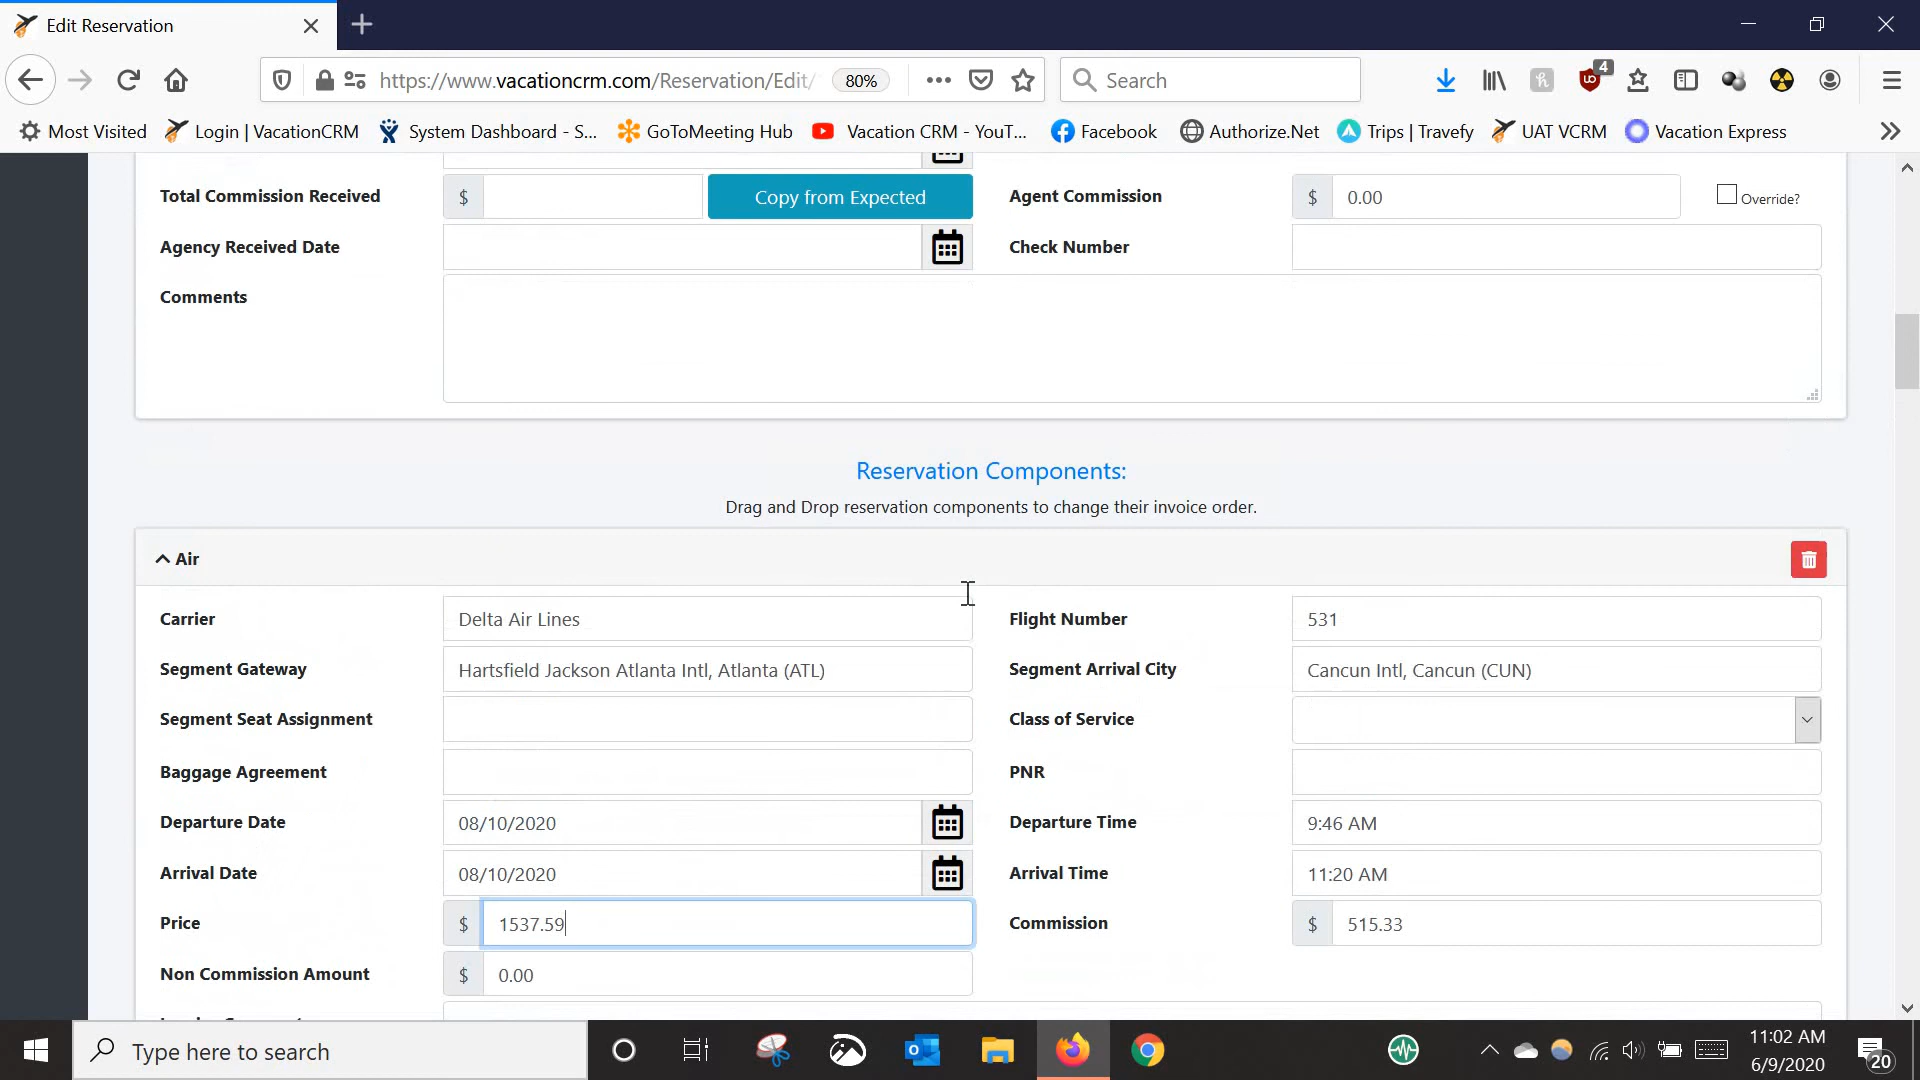 Edit Reservation
https://www.vacationcrm.com/Reservation/Edit/
80%
Search
4
Most Visited
Login | VacationCRM
System Dashboard - S...
GoToMeeting Hub
Vacation CRM - YouT...
Facebook
Authorize.Net
Trips | Travefy
UAT VCRM
Vacation Express
Total Commission Received
$
Copy from Expected
Agent Commission
$ 0.00
Override?
Agency Received Date
Check Number
Comments
Reservation Components:
Drag and Drop reservation components to change their invoice order.
Air
Carrier
Delta Air Lines
Flight Number
531
Segment Gateway
Hartsfield Jackson Atlanta Intl, Atlanta (ATL)
Segment Arrival City
Cancun Intl, Cancun (CUN)
Segment Seat Assignment
Class of Service
Baggage Agreement
PNR
Departure Date
08/10/2020
Departure Time
9:46 AM
Arrival Date
08/10/2020
Arrival Time
11:20 AM
Price
$ 1537.59
Commission
$ 515.33
Non Commission Amount
$ 0.00
Type here to search
11:02 AM
6/9/2020
20